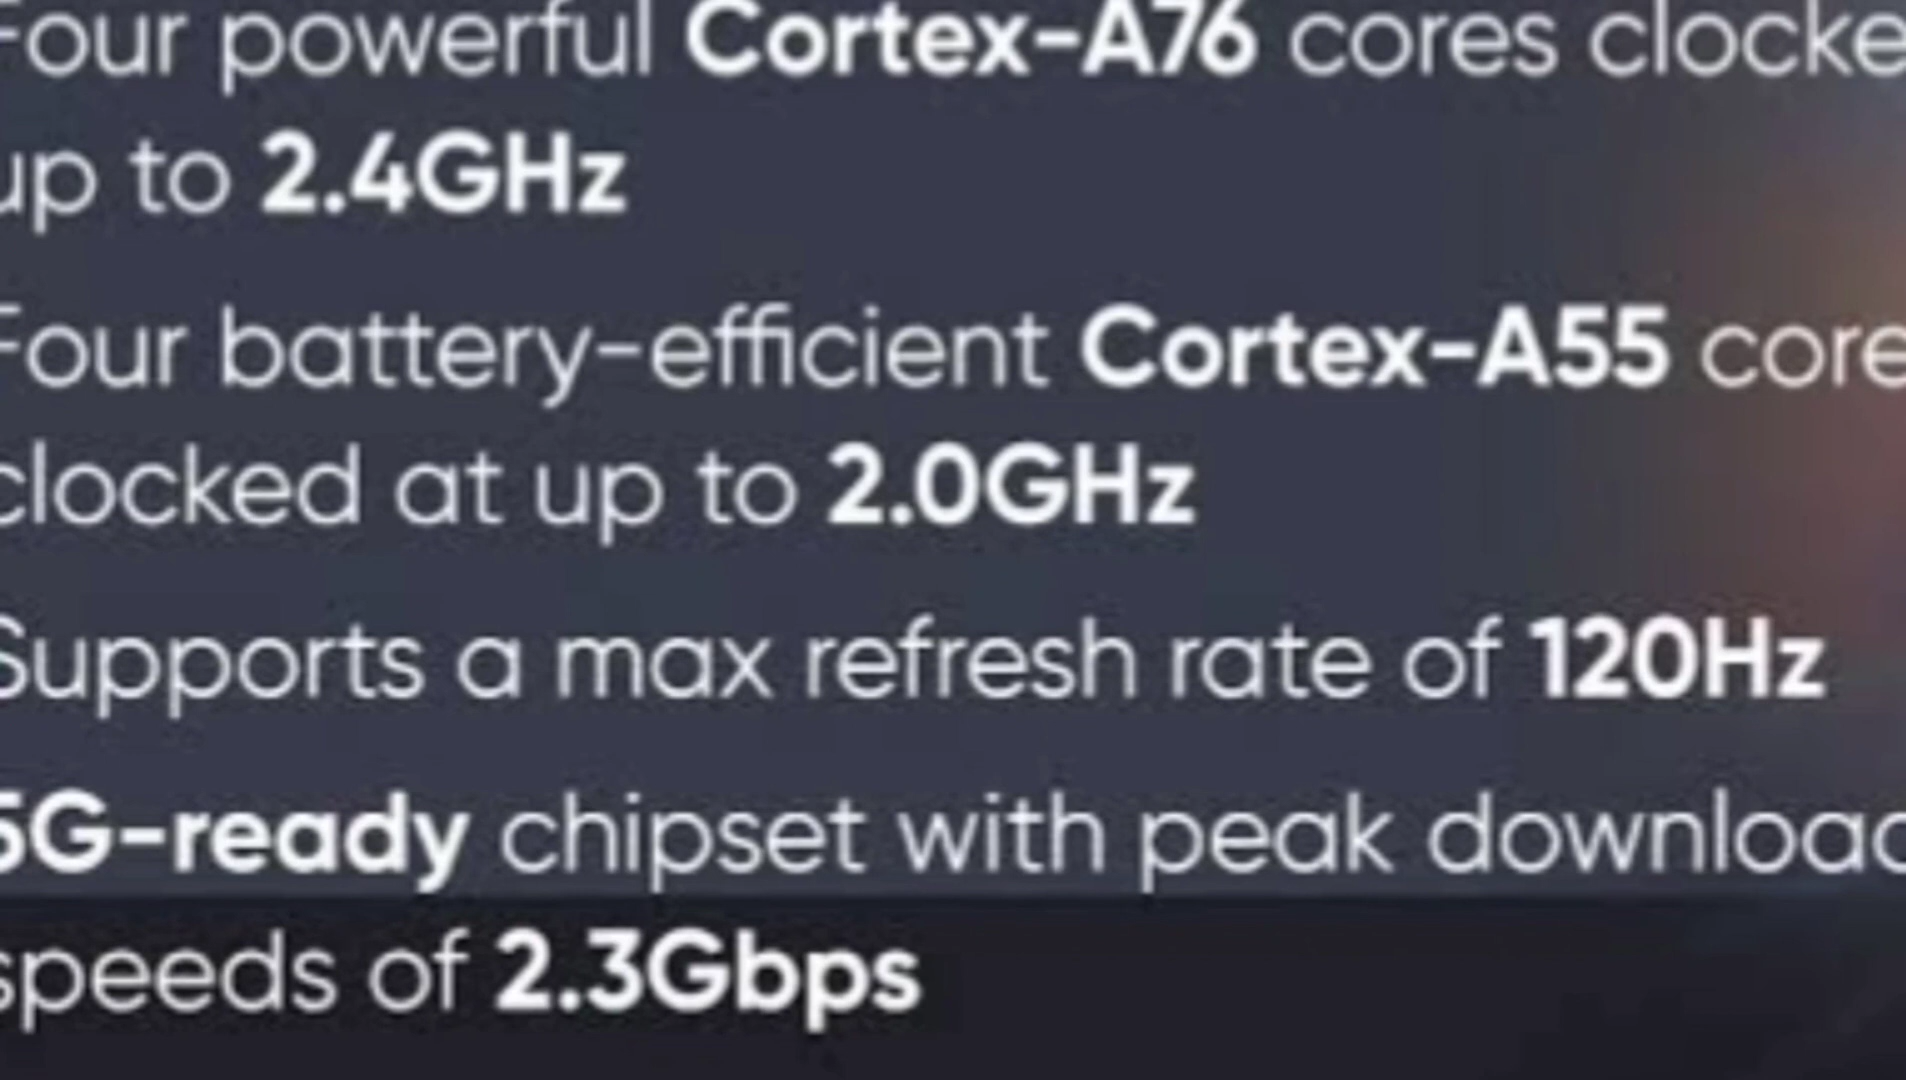 Four powerful Cortex-A76 cores clocke
up to 2.4GHz
Four battery-efficient Cortex-A55 core
clocked at up to 2.0GHz
Supports a max refresh rate of 120Hz
5G-ready chipset with peak download
speeds of 2.3Gbps